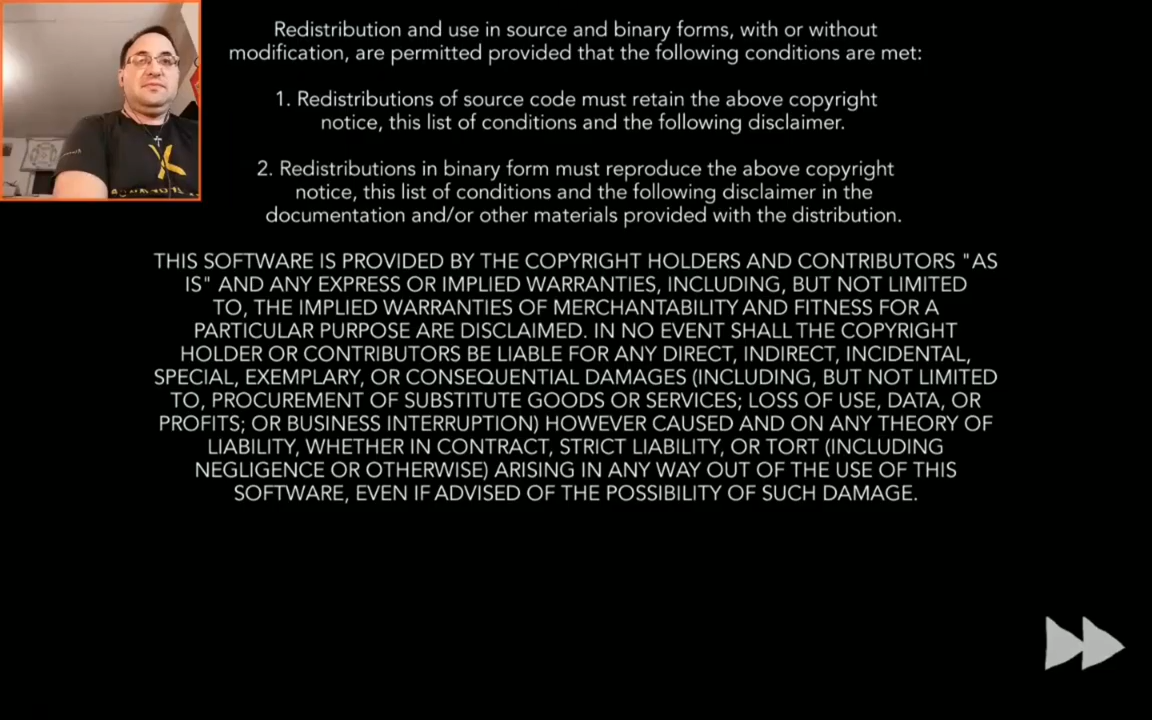 Redistribution and use in source and binary forms, with or without
modification, are permitted provided that the following conditions are met:
1. Redistributions of source code must retain the above copyright
notice, this list of conditions and the following disclaimer.
2. Redistributions in binary form must reproduce the above copyright
notice, this list of conditions and the following disclaimer in the
documentation and/or other materials provided with the distribution.
THIS SOFTWARE IS PROVIDED BY THE COPYRIGHT HOLDERS AND CONTRIBUTORS "AS
IS" AND ANY EXPRESS OR IMPLIED WARRANTIES, INCLUDING, BUT NOT LIMITED
TO, THE IMPLIED WARRANTIES OF MERCHANTABILITY AND FITNESS FOR A
PARTICULAR PURPOSE ARE DISCLAIMED. IN NO EVENT SHALL THE COPYRIGHT
HOLDER OR CONTRIBUTORS BE LIABLE FOR ANY DIRECT, INDIRECT, INCIDENTAL,
SPECIAL, EXEMPLARY, OR CONSEQUENTIAL DAMAGES (INCLUDING, BUT NOT LIMITED
TO, PROCUREMENT OF SUBSTITUTE GOODS OR SERVICES; LOSS OF USE, DATA, OR
PROFITS; OR BUSINESS INTERRUPTION) HOWEVER CAUSED AND ON ANY THEORY OF
LIABILITY, WHETHER IN CONTRACT, STRICT LIABILITY, OR TORT (INCLUDING
NEGLIGENCE OR OTHERWISE) ARISING IN ANY WAY OUT OF THE USE OF THIS
SOFTWARE, EVEN IF ADVISED OF THE POSSIBILITY OF SUCH DAMAGE.